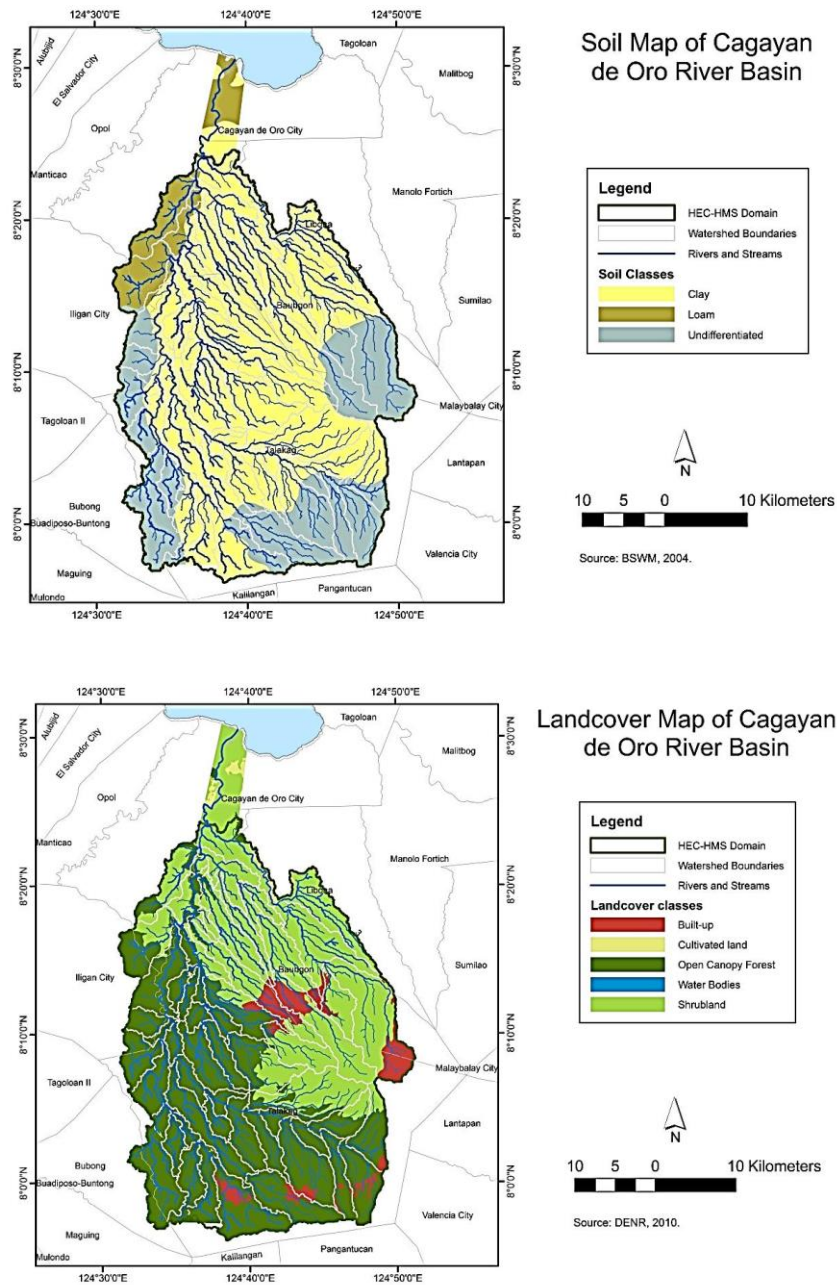 124°30'0"E 124°40'0"E 124°50'0"E
Soil Map of Cagayan
de Oro River Basin
Alubijid
El Salvador City
Opol
Manticao
Tagoloan
Malitbog
Cagayan de Oro City
Manolo Fortich
Libona
Sumilao
Iligan City
Baungon
Malaybalay City
Tagoloan II
Talakag
Lantapan
Bubong
Buadiposo-Buntong
Valencia City
Maguing
Mulondo
Kalilangan
Pangantucan
8°30'0"N 8°30'0"N
8°20'0"N 8°20'0"N
8°10'0"N 8°10'0"N
8°0'0"N 8°0'0"N
124°30'0"E 124°40'0"E 124°50'0"E
Legend
HEC-HMS Domain
Watershed Boundaries
Rivers and Streams
Soil Classes
Clay
Loam
Undifferentiated
N
10 5 0 10 Kilometers
Source: BSWM, 2004.
124°30'0"E 124°40'0"E 124°50'0"E
Landcover Map of Cagayan
de Oro River Basin
Alubijid
El Salvador City
Opol
Manticao
Tagoloan
Malitbog
Cagayan de Oro City
Manolo Fortich
Libona
Sumilao
Iligan City
Baungon
Malaybalay City
Tagoloan II
Talakag
Lantapan
Bubong
Buadiposo-Buntong
Valencia City
Maguing
Mulondo
Kalilangan
Pangantucan
8°30'0"N 8°30'0"N
8°20'0"N 8°20'0"N
8°10'0"N 8°10'0"N
8°0'0"N 8°0'0"N
124°30'0"E 124°40'0"E 124°50'0"E
Legend
HEC-HMS Domain
Watershed Boundaries
Rivers and Streams
Landcover classes
Built-up
Cultivated land
Open Canopy Forest
Water Bodies
Shrubland
N
10 5 0 10 Kilometers
Source: DENR, 2010.